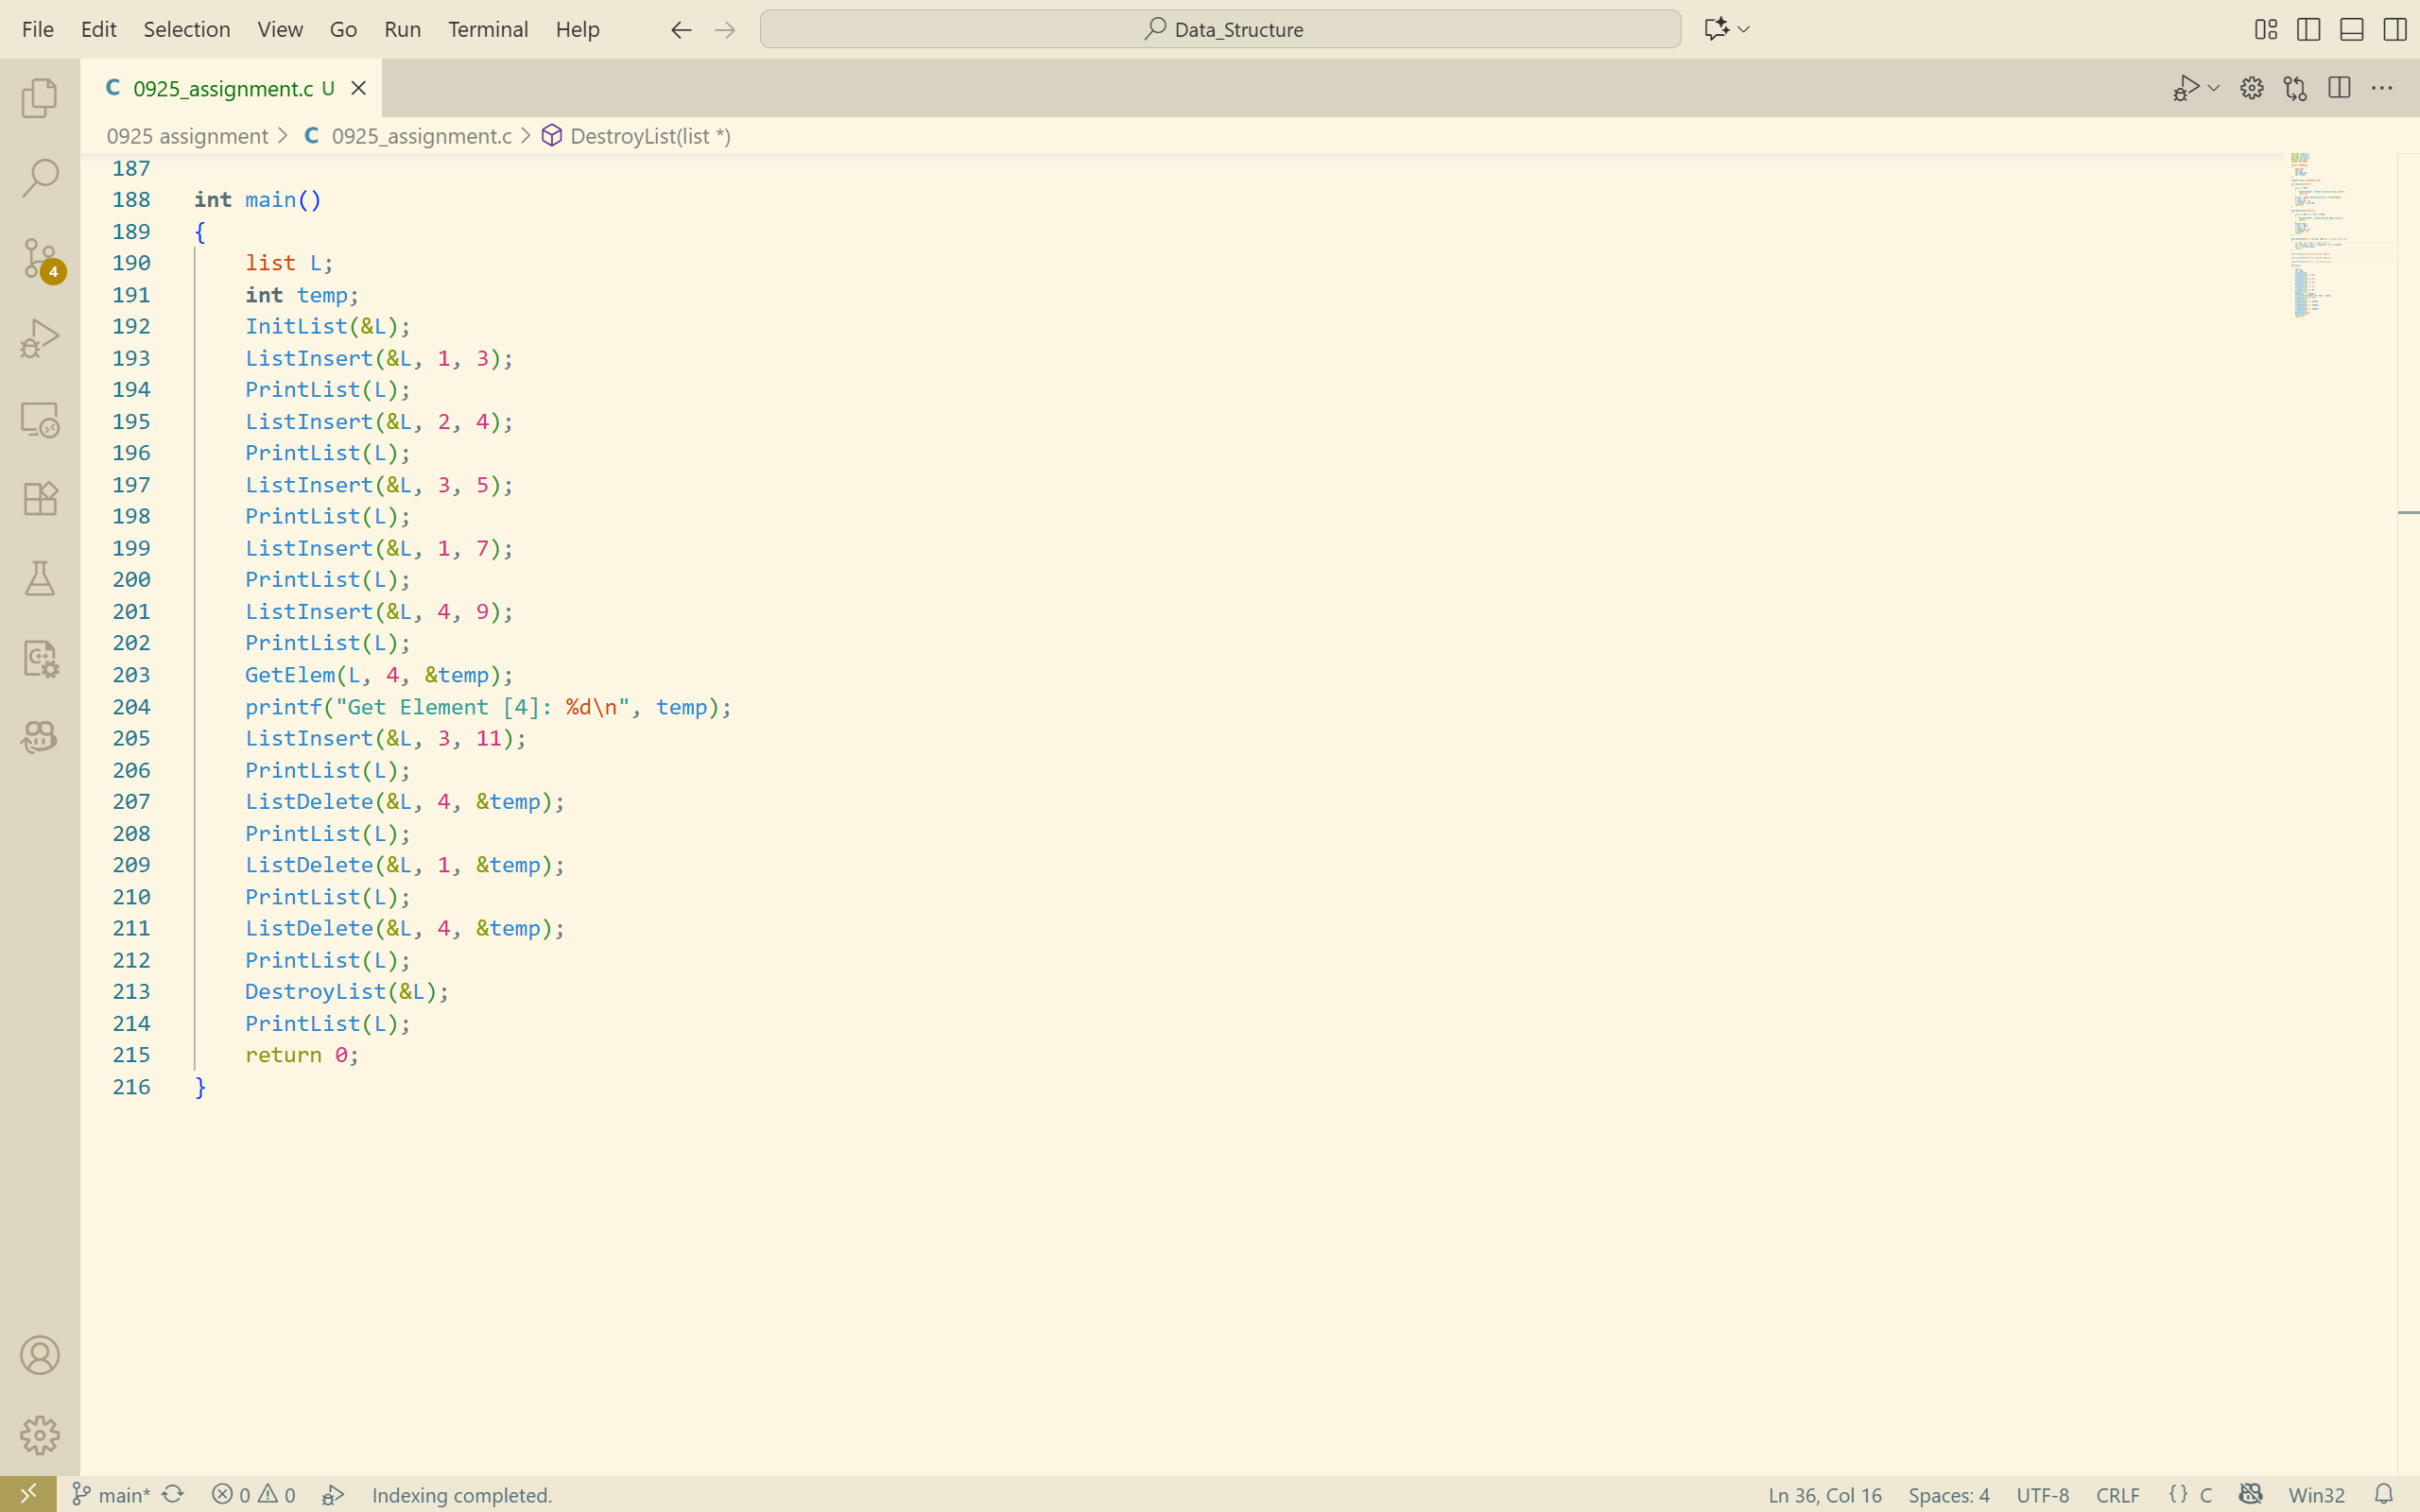 File Edit Selection View Go Run Terminal Help Data_Structure
0925_assignment.c U
0925 assignment > C 0925_assignment.c > DestroyList(list *)
187
188 int main()
189 {
190 list L;
191 int temp;
192 InitList(&L);
193 ListInsert(&L, 1, 3);
194 PrintList(L);
195 ListInsert(&L, 2, 4);
196 PrintList(L);
197 ListInsert(&L, 3, 5);
198 PrintList(L);
199 ListInsert(&L, 1, 7);
200 PrintList(L);
201 ListInsert(&L, 4, 9);
202 PrintList(L);
203 GetElem(L, 4, &temp);
204 printf("Get Element [4]: %d\n", temp);
205 ListInsert(&L, 3, 11);
206 PrintList(L);
207 ListDelete(&L, 4, &temp);
208 PrintList(L);
209 ListDelete(&L, 1, &temp);
210 PrintList(L);
211 ListDelete(&L, 4, &temp);
212 PrintList(L);
213 DestroyList(&L);
214 PrintList(L);
215 return 0;
216 }
4
main* 0 0 Indexing completed. Ln 36, Col 16 Spaces: 4 UTF-8 CRLF {} C Win32